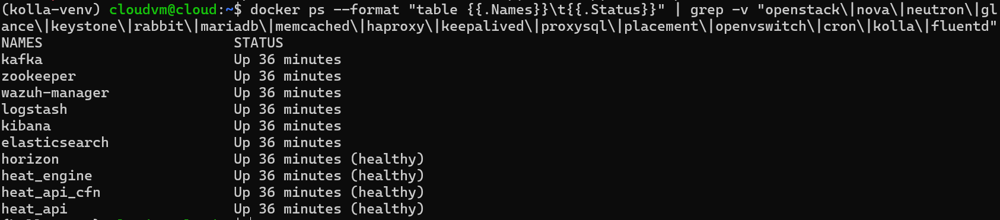 (kolla-venv) cloudvm@cloud:~$ docker ps --format "table {{.Names}}\t{{.Status}}" | grep -v "openstack\|nova\|neutron\|gl
ance\|keystone\|rabbit\|mariadb\|memcached\|haproxy\|keepalived\|proxysql\|placement\|openvswitch\|cron\|kolla\|fluentd"
NAMES                       STATUS
kafka                       Up 36 minutes
zookeeper                   Up 36 minutes
wazuh-manager               Up 36 minutes
logstash                    Up 36 minutes
kibana                      Up 36 minutes
elasticsearch               Up 36 minutes
horizon                     Up 36 minutes (healthy)
heat_engine                 Up 36 minutes (healthy)
heat_api_cfn                Up 36 minutes (healthy)
heat_api                    Up 36 minutes (healthy)